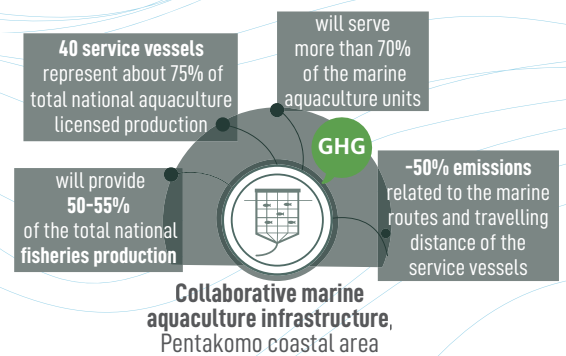 40 service vessels
represent about 75% of
total national aquaculture
licensed production
will serve
more than 70%
of the marine
aquaculture units
GHG
will provide
50-55%
of the total national
fisheries production
-50% emissions
related to the marine
routes and travelling
distance of the
service vessels
Collaborative marine
aquaculture infrastructure,
Pentakomo coastal area